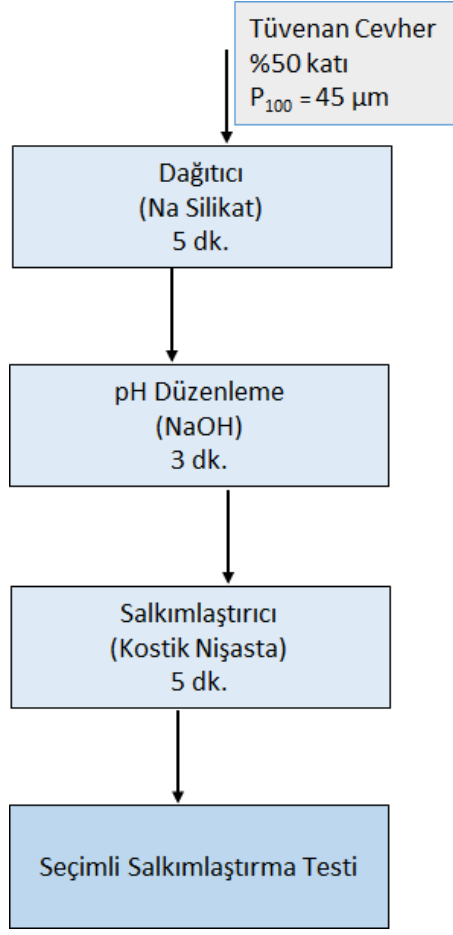 Tüvenan Cevher
%50 katı
P₁₀₀ = 45 µm
Dağıtıcı
(Na Silikat)
5 dk.
pH Düzenleme
(NaOH)
3 dk.
Salkımlaştırıcı
(Kostik Nişasta)
5 dk.
Seçimli Salkımlaştırma Testi